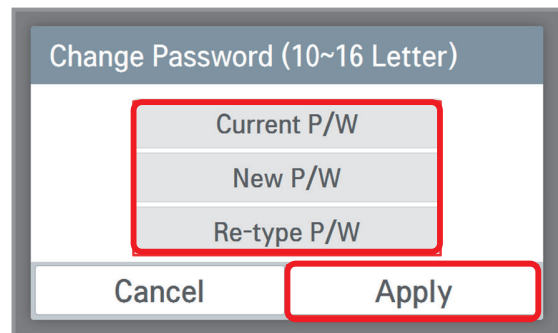 Change Password (10~16 Letter)
Current P/W
New P/W
Re-type P/W
Cancel Apply